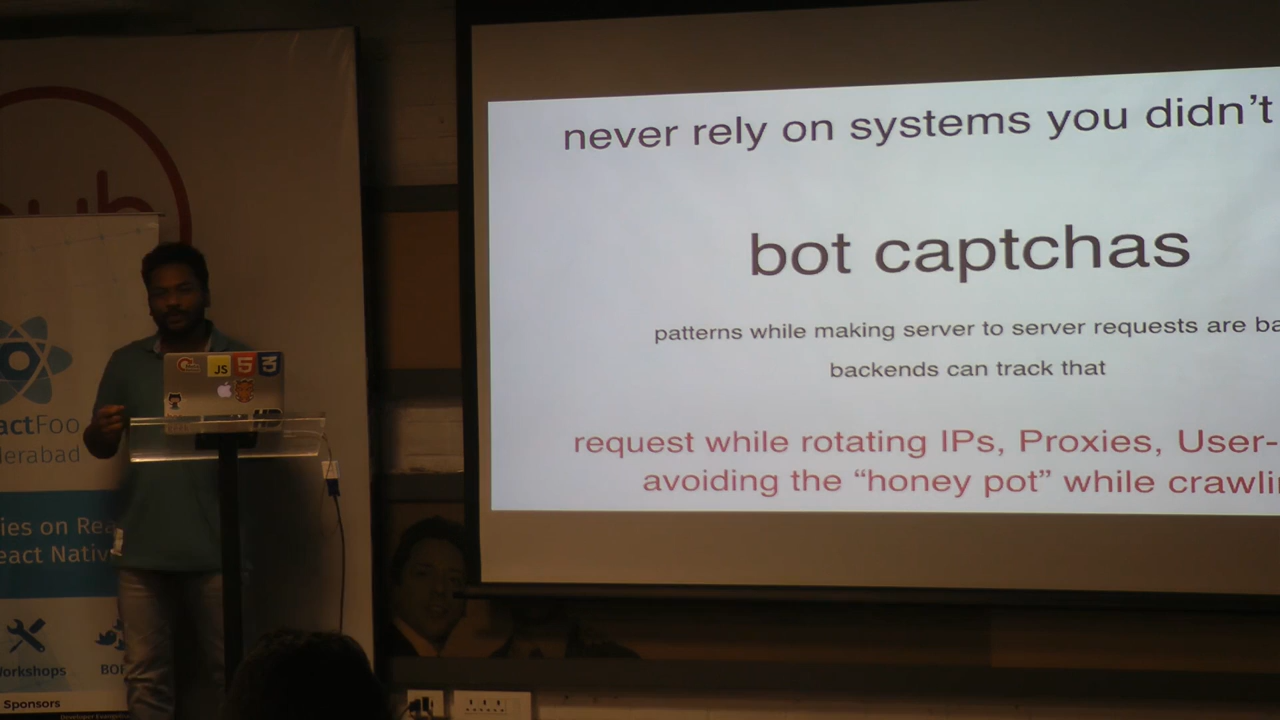 never rely on systems you didn't
bot captchas
patterns while making server to server requests are ba
backends can track that
request while rotating IPs, Proxies, User-
avoiding the “honey pot” while crawli
hub
JS
5
3
actFoo
derabad
ies on Rea
eact Nativ
Workshops
BOF
Sponsors